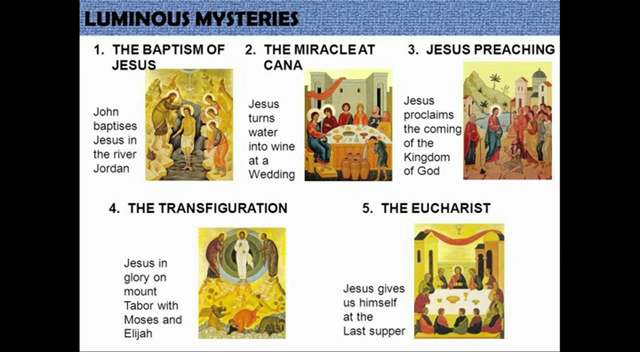 LUMINOUS MYSTERIES
1. THE BAPTISM OF
JESUS
John
baptises
Jesus in
the river
Jordan
2. THE MIRACLE AT
CANA
Jesus
turns
water
into wine
at a
Wedding
3. JESUS PREACHING
Jesus
proclaims
the coming
of the
Kingdom
of God
4. THE TRANSFIGURATION
Jesus in
glory on
mount
Tabor with
Moses and
Elijah
5. THE EUCHARIST
Jesus gives
us himself
at the
Last supper